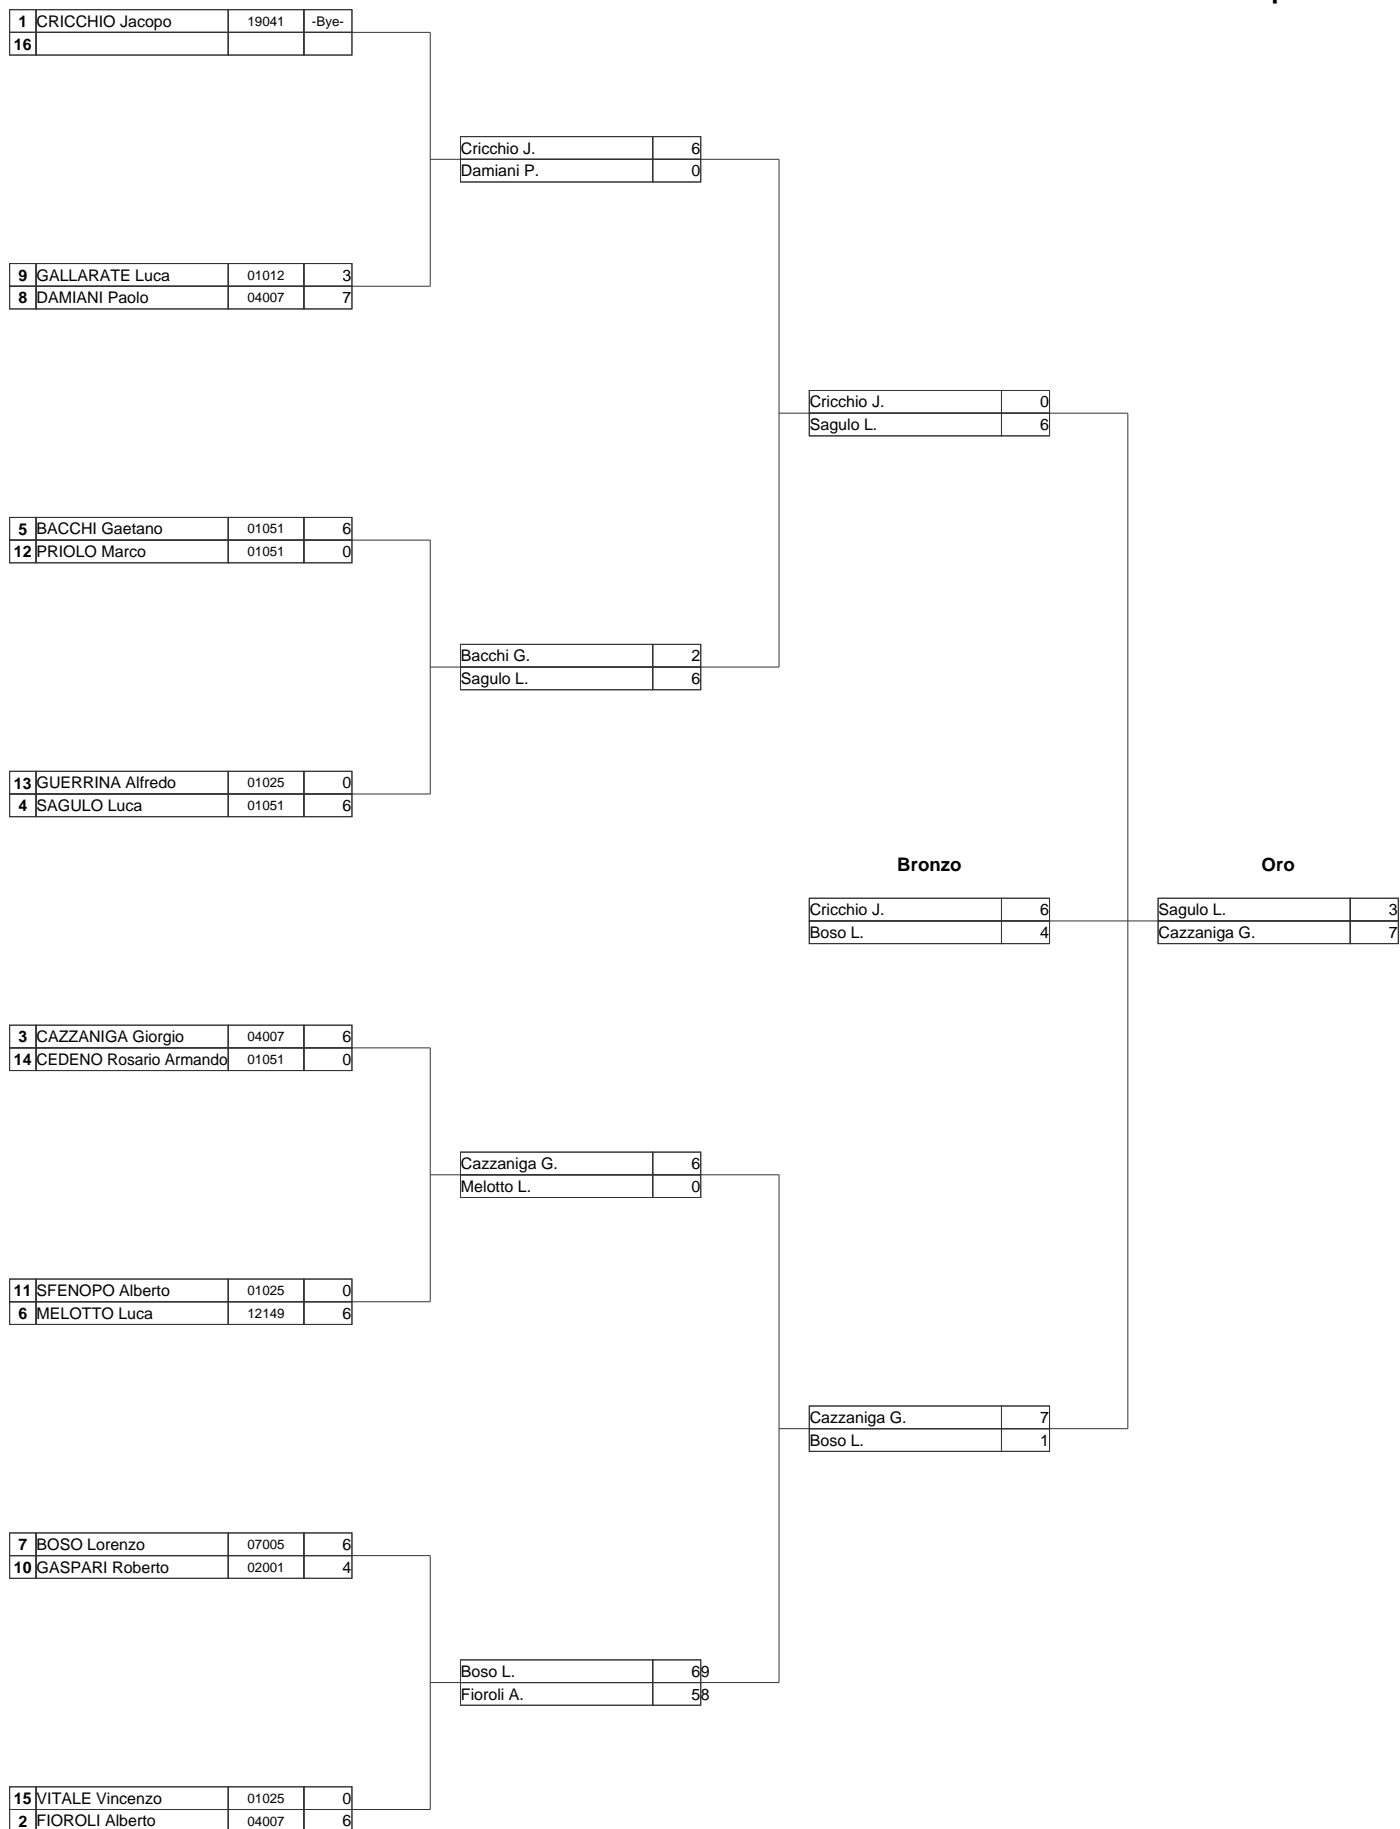 1 CRICCHIO Jacopo 19041 -Bye-
16
Cricchio J. 6
Damiani P. 0
9 GALLARATE Luca 01012 3
8 DAMIANI Paolo 04007 7
Cricchio J. 0
Sagulo L. 6
5 BACCHI Gaetano 01051 6
12 PRIOLO Marco 01051 0
Bacchi G. 2
Sagulo L. 6
13 GUERRINA Alfredo 01025 0
4 SAGULO Luca 01051 6
Bronzo Oro
Cricchio J. 6 Sagulo L. 3
Boso L. 4 Cazzaniga G. 7
3 CAZZANIGA Giorgio 04007 6
14 CEDENO Rosario Armando 01051 0
Cazzaniga G. 6
Melotto L. 0
11 SFENOPO Alberto 01025 0
6 MELOTTO Luca 12149 6
Cazzaniga G. 7
Boso L. 1
7 BOSO Lorenzo 07005 6
10 GASPARI Roberto 02001 4
Boso L. 69
Fioroli A. 58
15 VITALE Vincenzo 01025 0
2 FIOROLI Alberto 04007 6